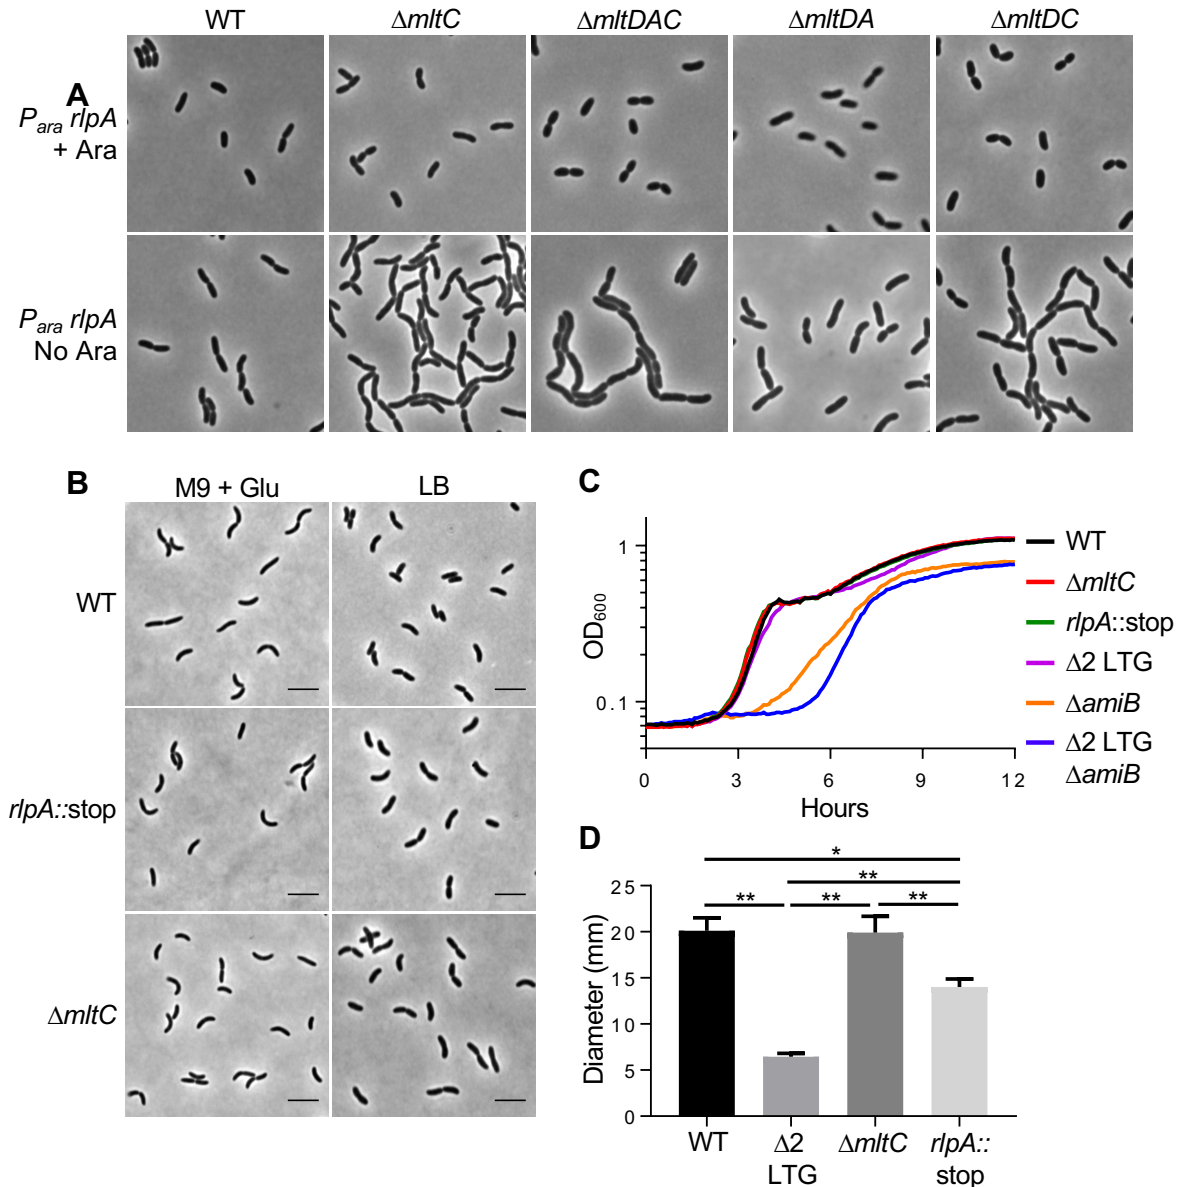 WT ΔmltC ΔmltDAC ΔmltDA ΔmltDC
A
Para rlpA
+ Ara
Para rlpA
No Ara
B
M9 + Glu LB
WT
rlpA::stop
ΔmltC
C
OD600
1
0.1
0 3 6 9 12
Hours
WT
ΔmltC
rlpA::stop
Δ2 LTG
ΔamiB
Δ2 LTG
ΔamiB
D
*
**
** ** **
Diameter (mm)
25
20
15
10
5
0
WT Δ2 ΔmltC rlpA::
LTG stop